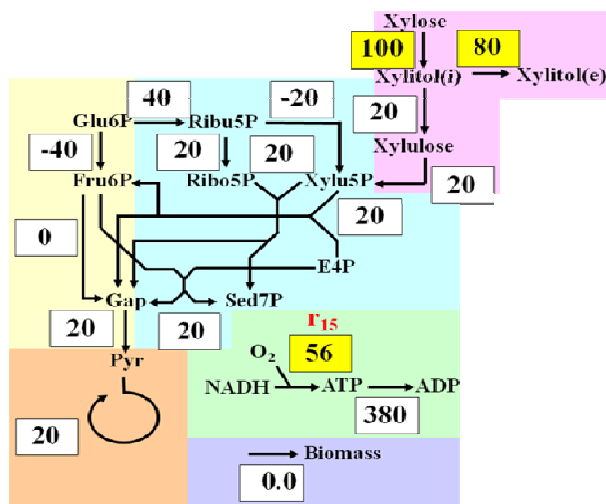 Xylose
100
80
Xylitol(i)
Xylitol(e)
40
-20
20
Glu6P
Ribu5P
Xylulose
-40
20
20
20
Fru6P
Ribo5P
Xylu5P
20
0
E4P
Gap
Sed7P
20
20
r15
Pyr
O2
56
NADH
ATP
ADP
380
20
Biomass
0.0